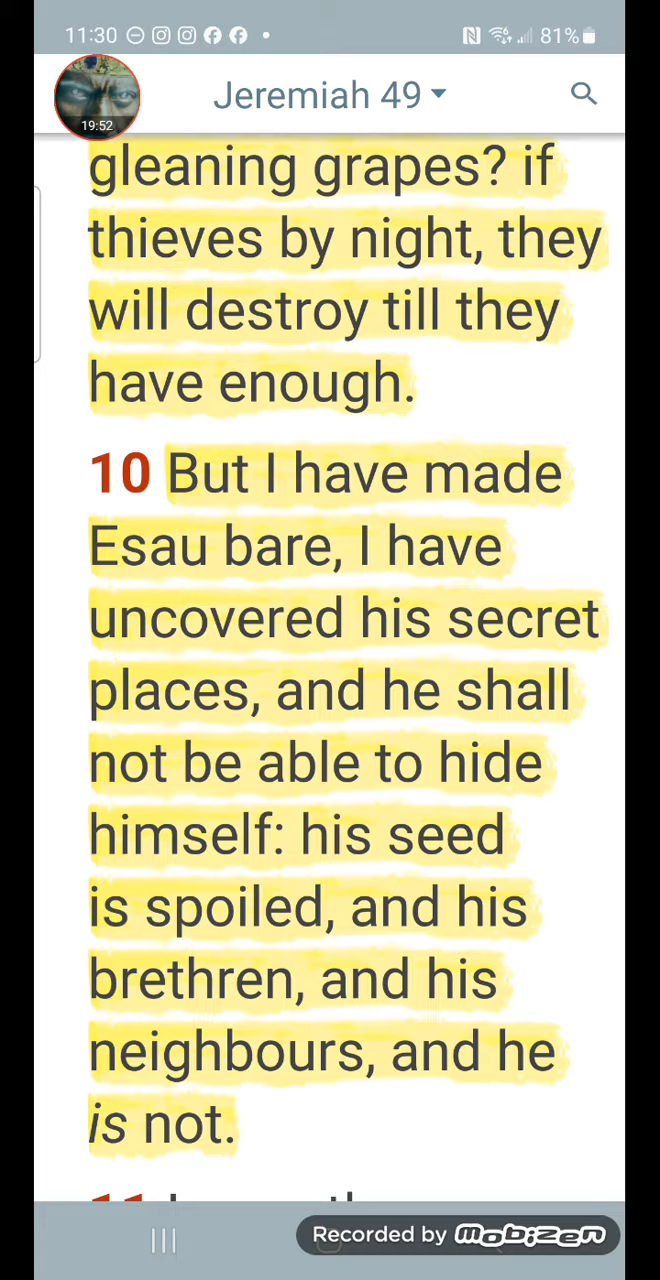 11:30 81%
19:52
Jeremiah 49
gleaning grapes? if
thieves by night, they
will destroy till they
have enough.
10 But I have made
Esau bare, I have
uncovered his secret
places, and he shall
not be able to hide
himself: his seed
is spoiled, and his
brethren, and his
neighbours, and he
is not.
Recorded by mobizen